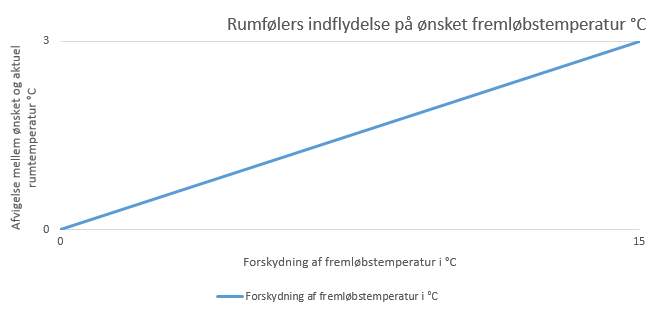 Rumfølers indflydelse på ønsket fremløbstemperatur °C
3
Afvigelse mellem ønsket og aktuel
rumtemperatur °C
0
0
15
Forskydning af fremløbstemperatur i °C
Forskydning af fremløbstemperatur i °C